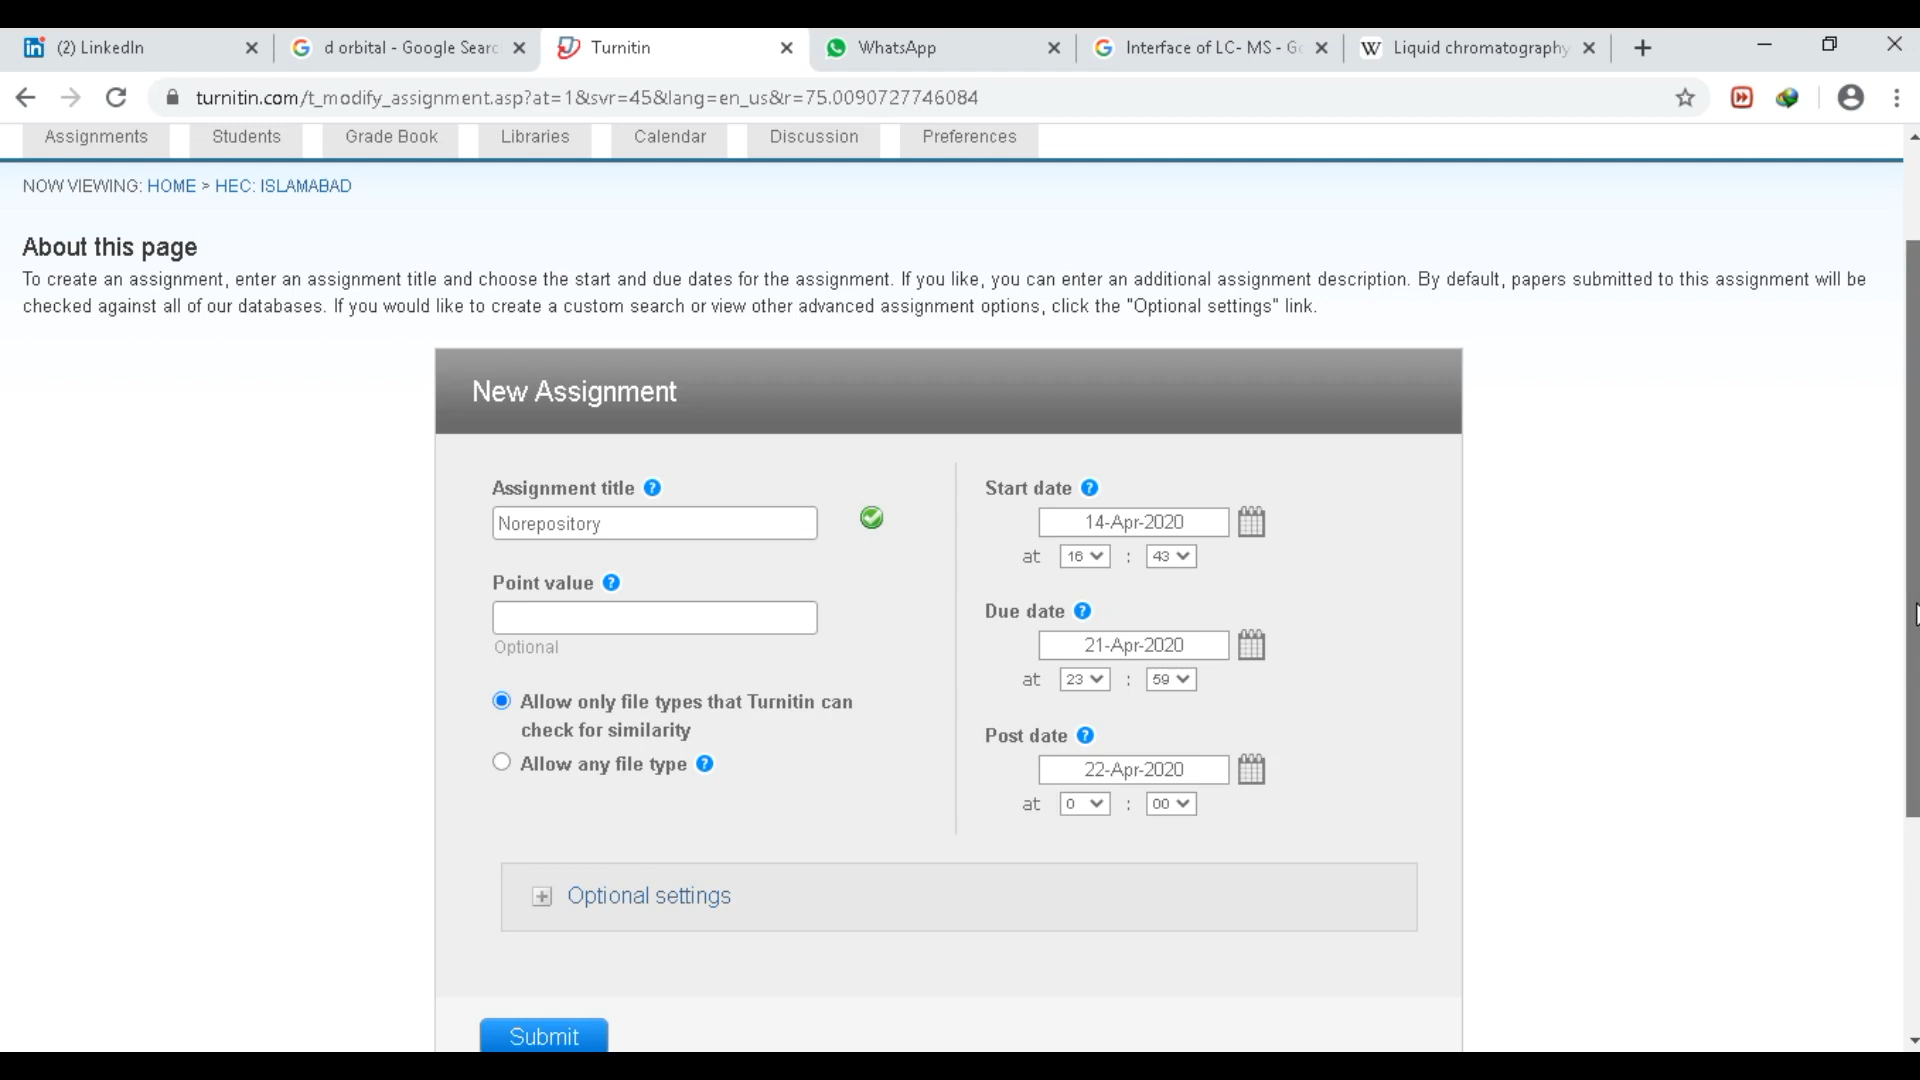 (2) LinkedIn
d orbital - Google Searc
Turnitin
WhatsApp
Interface of LC- MS - Go
Liquid chromatography
turnitin.com/t_modify_assignment.asp?at=1&svr=45&lang=en_us&r=75.0090727746084
Assignments Students Grade Book Libraries Calendar Discussion Preferences
NOW VIEWING: HOME > HEC: ISLAMABAD
About this page
To create an assignment, enter an assignment title and choose the start and due dates for the assignment. If you like, you can enter an additional assignment description. By default, papers submitted to this assignment will be
checked against all of our databases. If you would like to create a custom search or view other advanced assignment options, click the "Optional settings" link.
New Assignment
Assignment title ?
Norepository
Point value ?
Optional
Allow only file types that Turnitin can
check for similarity
Allow any file type ?
Start date ?
14-Apr-2020
at 16 : 43
Due date ?
21-Apr-2020
at 23 : 59
Post date ?
22-Apr-2020
at 0 : 00
Optional settings
Submit